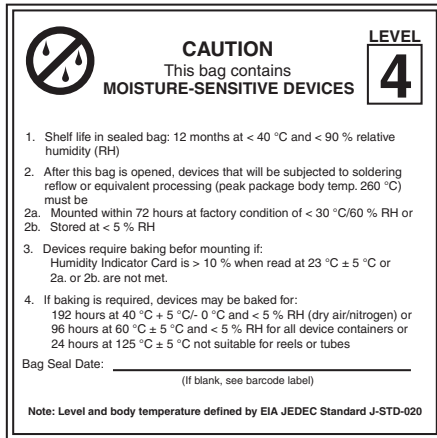 LEVEL
CAUTION
4
This bag contains
MOISTURE-SENSITIVE DEVICES
1. Shelf life in sealed bag: 12 months at < 40 °C and < 90 % relative
humidity (RH)
2. After this bag is opened, devices that will be subjected to soldering
reflow or equivalent processing (peak package body temp. 260 °C)
must be
2a. Mounted within 72 hours at factory condition of < 30 °C/60 % RH or
2b. Stored at < 5 % RH
3. Devices require baking befor mounting if:
Humidity Indicator Card is > 10 % when read at 23 °C ± 5 °C or
2a. or 2b. are not met.
4. If baking is required, devices may be baked for:
192 hours at 40 °C + 5 °C/- 0 °C and < 5 % RH (dry air/nitrogen) or
96 hours at 60 °C ± 5 °C and < 5 % RH for all device containers or
24 hours at 125 °C ± 5 °C not suitable for reels or tubes
Bag Seal Date:
(If blank, see barcode label)
Note: Level and body temperature defined by EIA JEDEC Standard J-STD-020